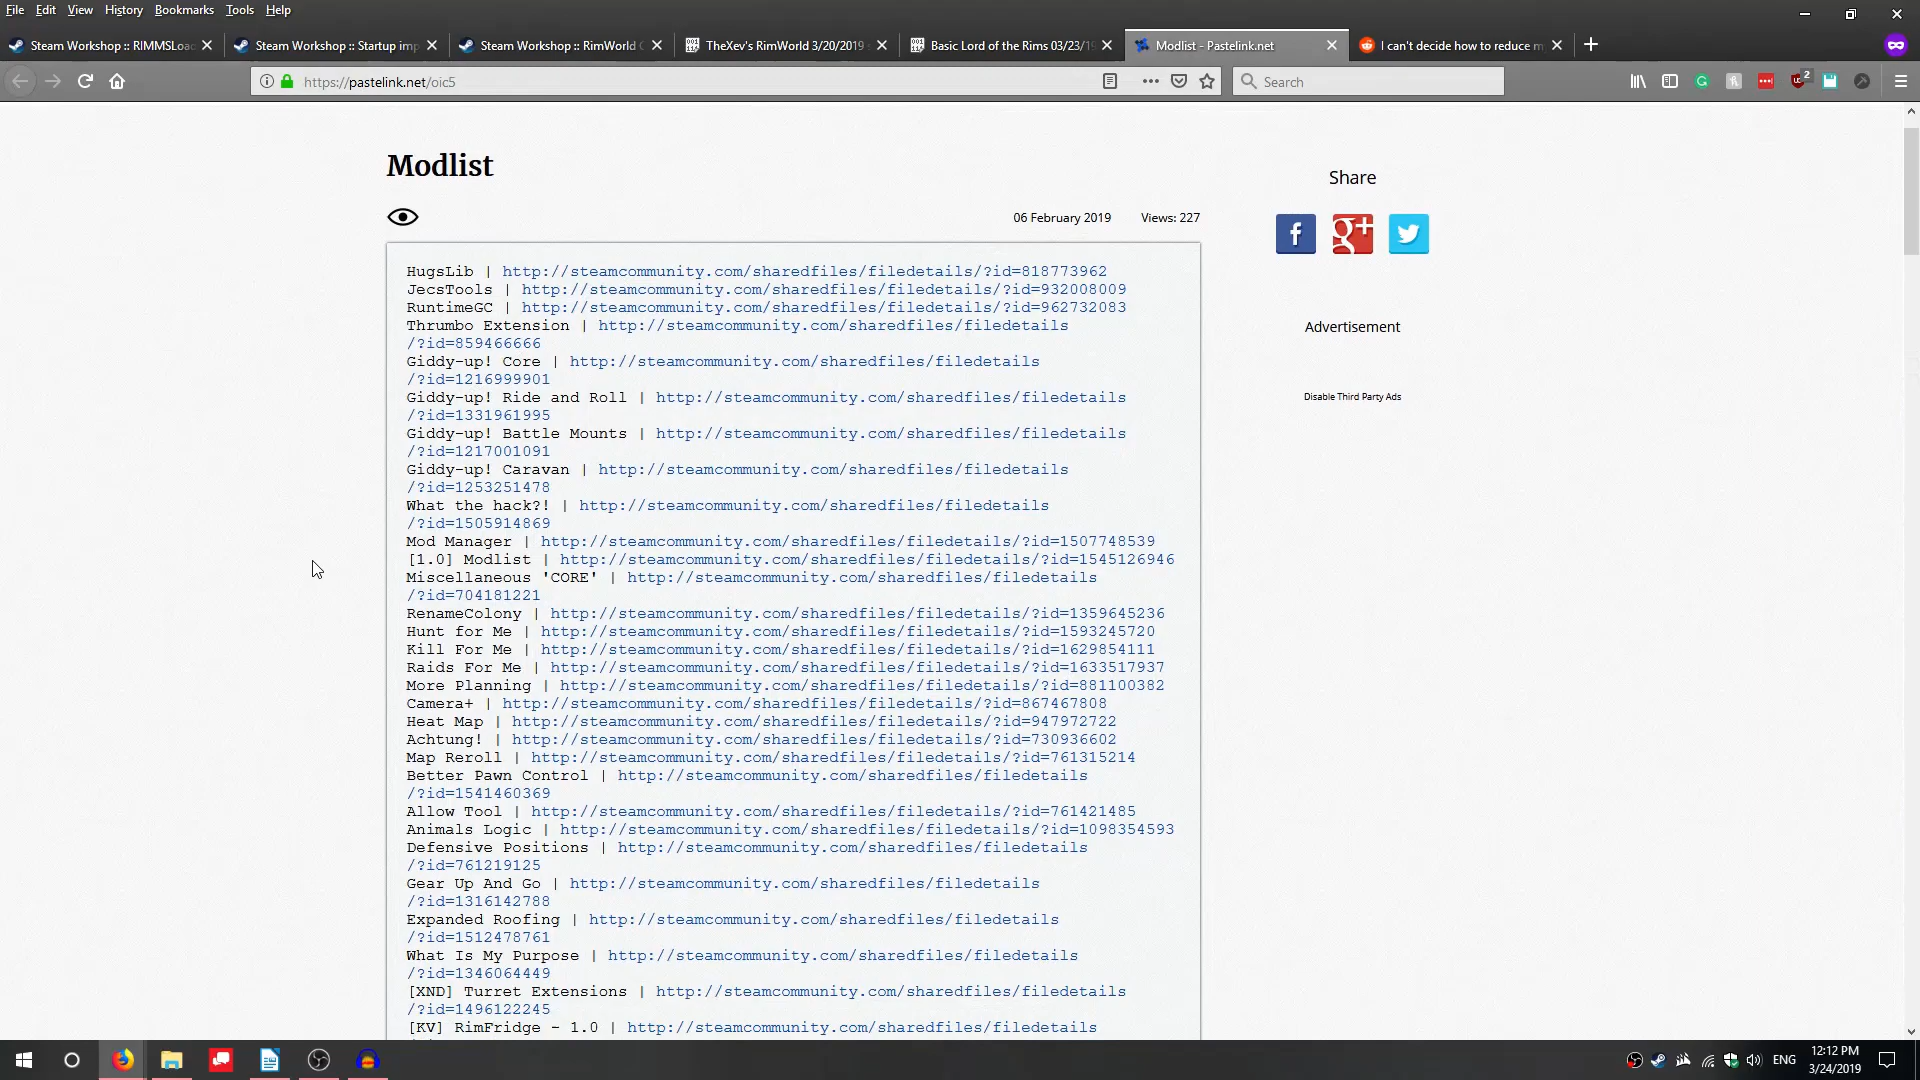 File Edit View History Bookmarks Tools Help
Steam Workshop :: RIMMSLoa
Steam Workshop :: Startup imp
Steam Workshop :: RimWorld
TheXev's RimWorld 3/20/2019
Basic Lord of the Rims 03/23/19
Modlist - Pastelink.net
I can't decide how to reduce m
https://pastelink.net/oic5
Search
2
Modlist
06 February 2019 Views: 227
HugsLib | http://steamcommunity.com/sharedfiles/filedetails/?id=818773962
JecsTools | http://steamcommunity.com/sharedfiles/filedetails/?id=932008009
RuntimeGC | http://steamcommunity.com/sharedfiles/filedetails/?id=962732083
Thrumbo Extension | http://steamcommunity.com/sharedfiles/filedetails
/?id=859466666
Giddy-up! Core | http://steamcommunity.com/sharedfiles/filedetails
/?id=1216999901
Giddy-up! Ride and Roll | http://steamcommunity.com/sharedfiles/filedetails
/?id=1331961995
Giddy-up! Battle Mounts | http://steamcommunity.com/sharedfiles/filedetails
/?id=1217001091
Giddy-up! Caravan | http://steamcommunity.com/sharedfiles/filedetails
/?id=1253251478
What the hack?! | http://steamcommunity.com/sharedfiles/filedetails
/?id=1505914869
Mod Manager | http://steamcommunity.com/sharedfiles/filedetails/?id=1507748539
[1.0] Modlist | http://steamcommunity.com/sharedfiles/filedetails/?id=1545126946
Miscellaneous 'CORE' | http://steamcommunity.com/sharedfiles/filedetails
/?id=704181221
RenameColony | http://steamcommunity.com/sharedfiles/filedetails/?id=1359645236
Hunt for Me | http://steamcommunity.com/sharedfiles/filedetails/?id=1593245720
Kill For Me | http://steamcommunity.com/sharedfiles/filedetails/?id=1629854111
Raids For Me | http://steamcommunity.com/sharedfiles/filedetails/?id=1633517937
More Planning | http://steamcommunity.com/sharedfiles/filedetails/?id=881100382
Camera+ | http://steamcommunity.com/sharedfiles/filedetails/?id=867467808
Heat Map | http://steamcommunity.com/sharedfiles/filedetails/?id=947972722
Achtung! | http://steamcommunity.com/sharedfiles/filedetails/?id=730936602
Map Reroll | http://steamcommunity.com/sharedfiles/filedetails/?id=761315214
Better Pawn Control | http://steamcommunity.com/sharedfiles/filedetails
/?id=1541460369
Allow Tool | http://steamcommunity.com/sharedfiles/filedetails/?id=761421485
Animals Logic | http://steamcommunity.com/sharedfiles/filedetails/?id=1098354593
Defensive Positions | http://steamcommunity.com/sharedfiles/filedetails
/?id=761219125
Gear Up And Go | http://steamcommunity.com/sharedfiles/filedetails
/?id=1316142788
Expanded Roofing | http://steamcommunity.com/sharedfiles/filedetails
/?id=1512478761
What Is My Purpose | http://steamcommunity.com/sharedfiles/filedetails
/?id=1346064449
[XND] Turret Extensions | http://steamcommunity.com/sharedfiles/filedetails
/?id=1496122245
[KV] RimFridge - 1.0 | http://steamcommunity.com/sharedfiles/filedetails
Share
f
g+
Advertisement
Disable Third Party Ads
ENG
12:12 PM
3/24/2019